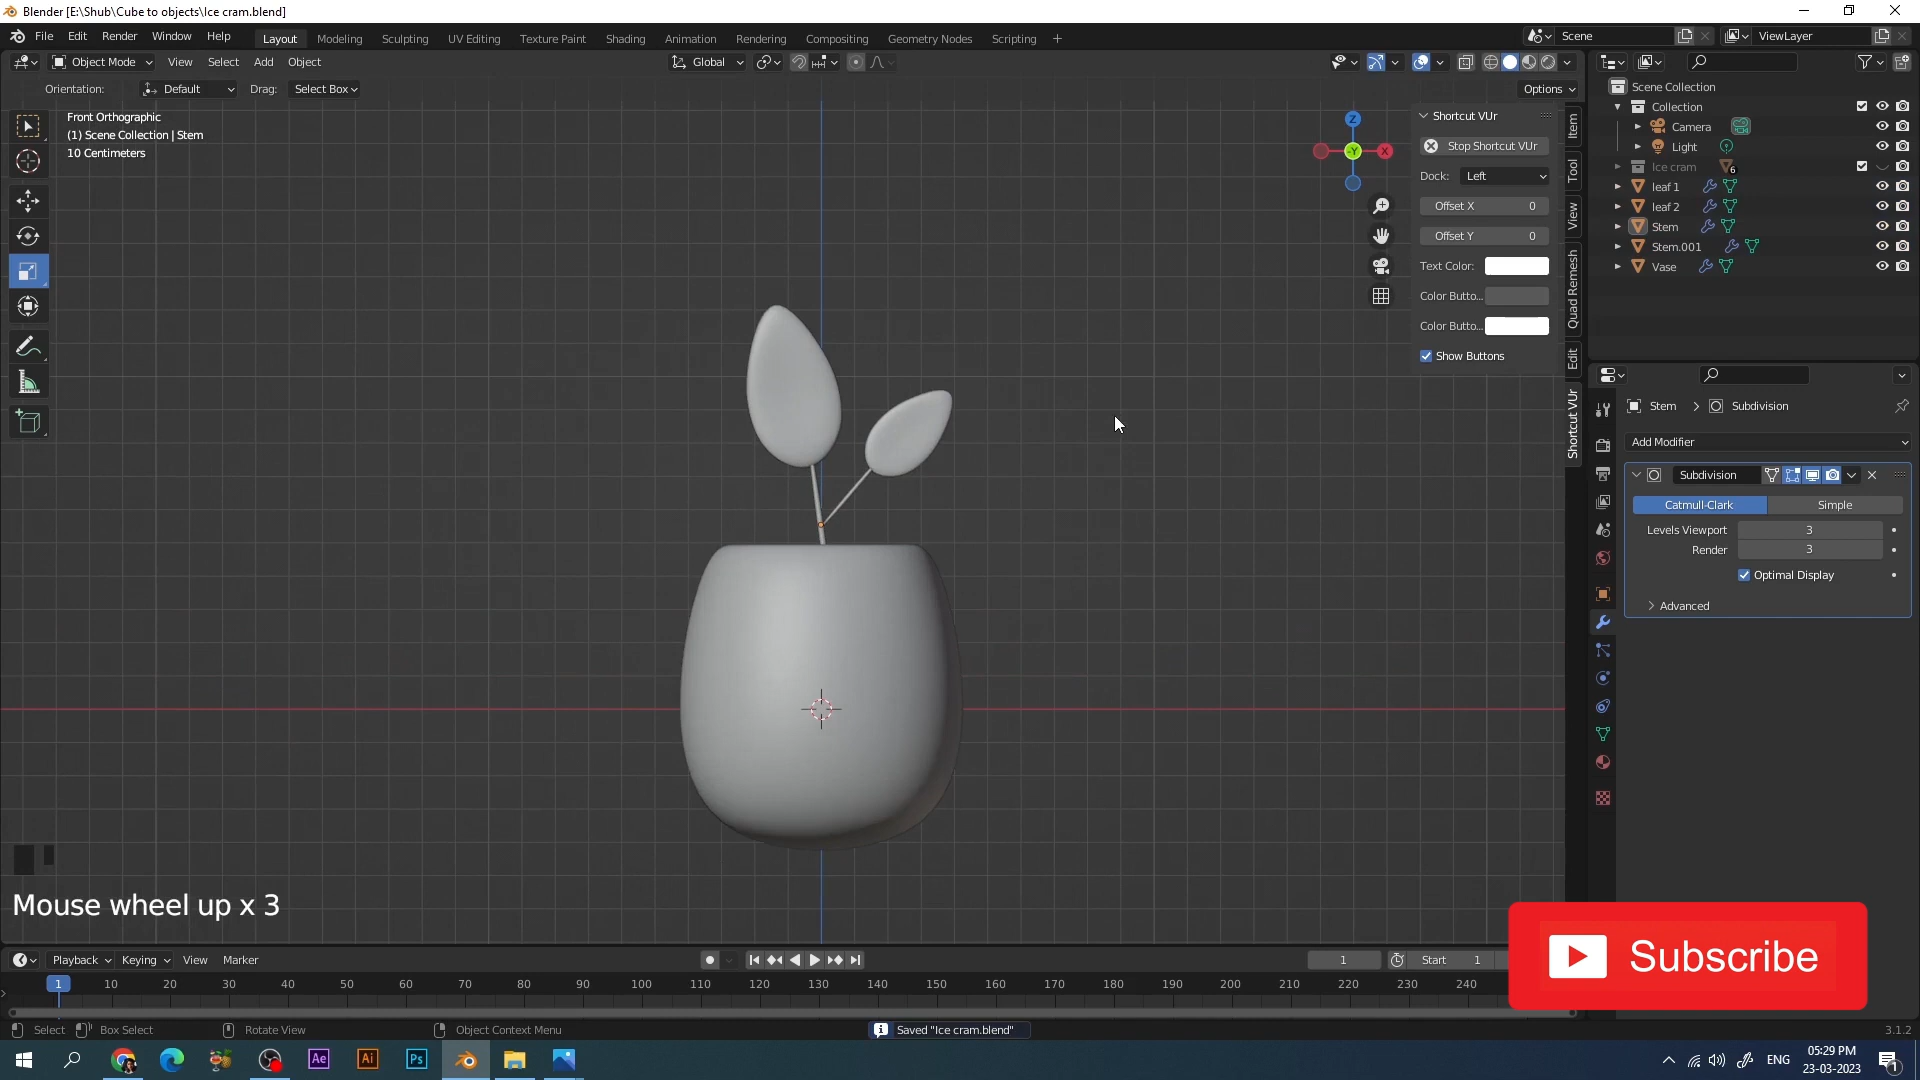 Blender [E:\Shub\Cube to objects\Ice cram.blend]
File Edit Render Window Help Layout Modeling Sculpting UV Editing Texture Paint Shading Animation Rendering Compositing Geometry Nodes Scripting +
Scene ViewLayer
Object Mode View Select Add Object Global
Orientation: Default Drag: Select Box Options
Front Orthographic
(1) Scene Collection | Stem
10 Centimeters
Z
-Y
X
Shortcut VUr
Stop Shortcut VUr
Dock: Left
Offset X 0
Offset Y 0
Text Color:
Color Butto...
Color Butto...
Show Buttons
Item
Tool
View
Quad Remesh
Edit
Shortcut VUr
Scene Collection
Collection
Camera
Light
Ice cram 6
leaf 1
leaf 2
Stem
Stem.001
Vase
Stem > Subdivision
Add Modifier
Subdivision
Catmull-Clark Simple
Levels Viewport 3
Render 3
Optimal Display
Advanced
Mouse wheel up x 3
Subscribe
Playback Keying View Marker 1 Start 1
1 10 20 30 40 50 60 70 80 90 100 110 120 130 140 150 160 170 180 190 200 210 220 230 240
Select Box Select Rotate View Object Context Menu Saved "Ice cram.blend" 3.1.2
Ae Ai Ps
ENG
05:29 PM
23-03-2023
1